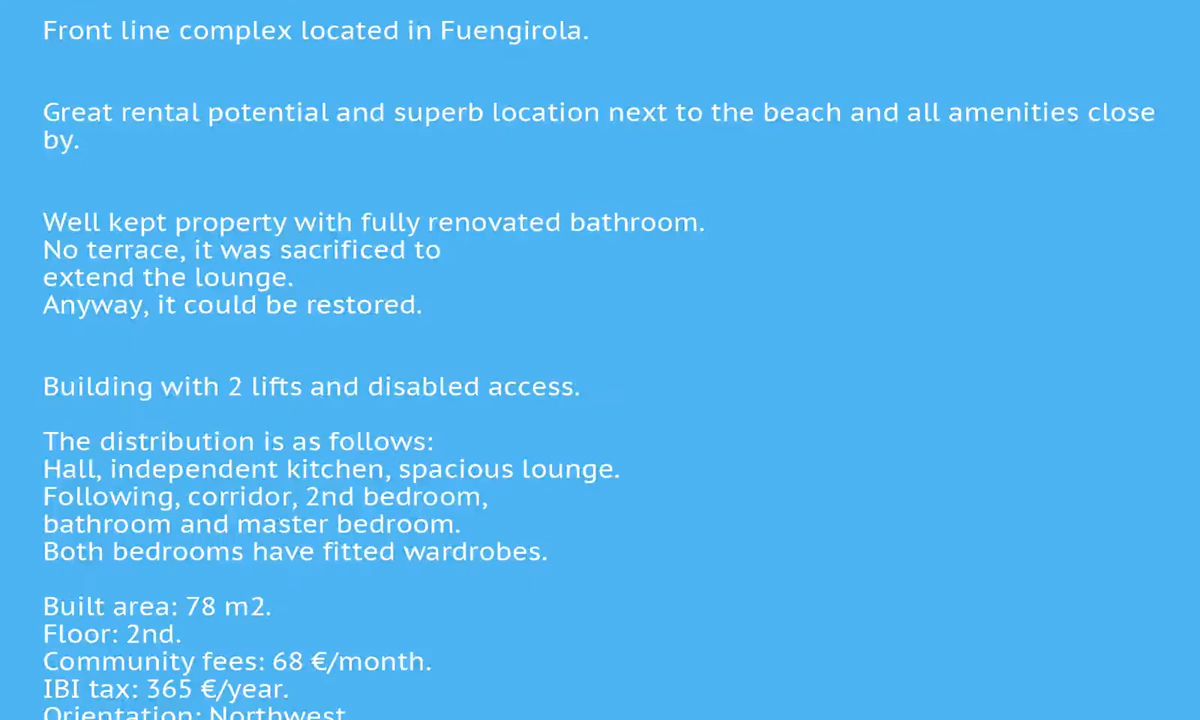 Front line complex located in Fuengirola.
Great rental potential and superb location next to the beach and all amenities close
by.
Well kept property with fully renovated bathroom.
No terrace, it was sacrificed to
extend the lounge.
Anyway, it could be restored.
Building with 2 lifts and disabled access.
The distribution is as follows:
Hall, independent kitchen, spacious lounge.
Following, corridor, 2nd bedroom,
bathroom and master bedroom.
Both bedrooms have fitted wardrobes.
Built area: 78 m2.
Floor: 2nd.
Community fees: 68 €/month.
IBI tax: 365 €/year.
Orientation: Northwest